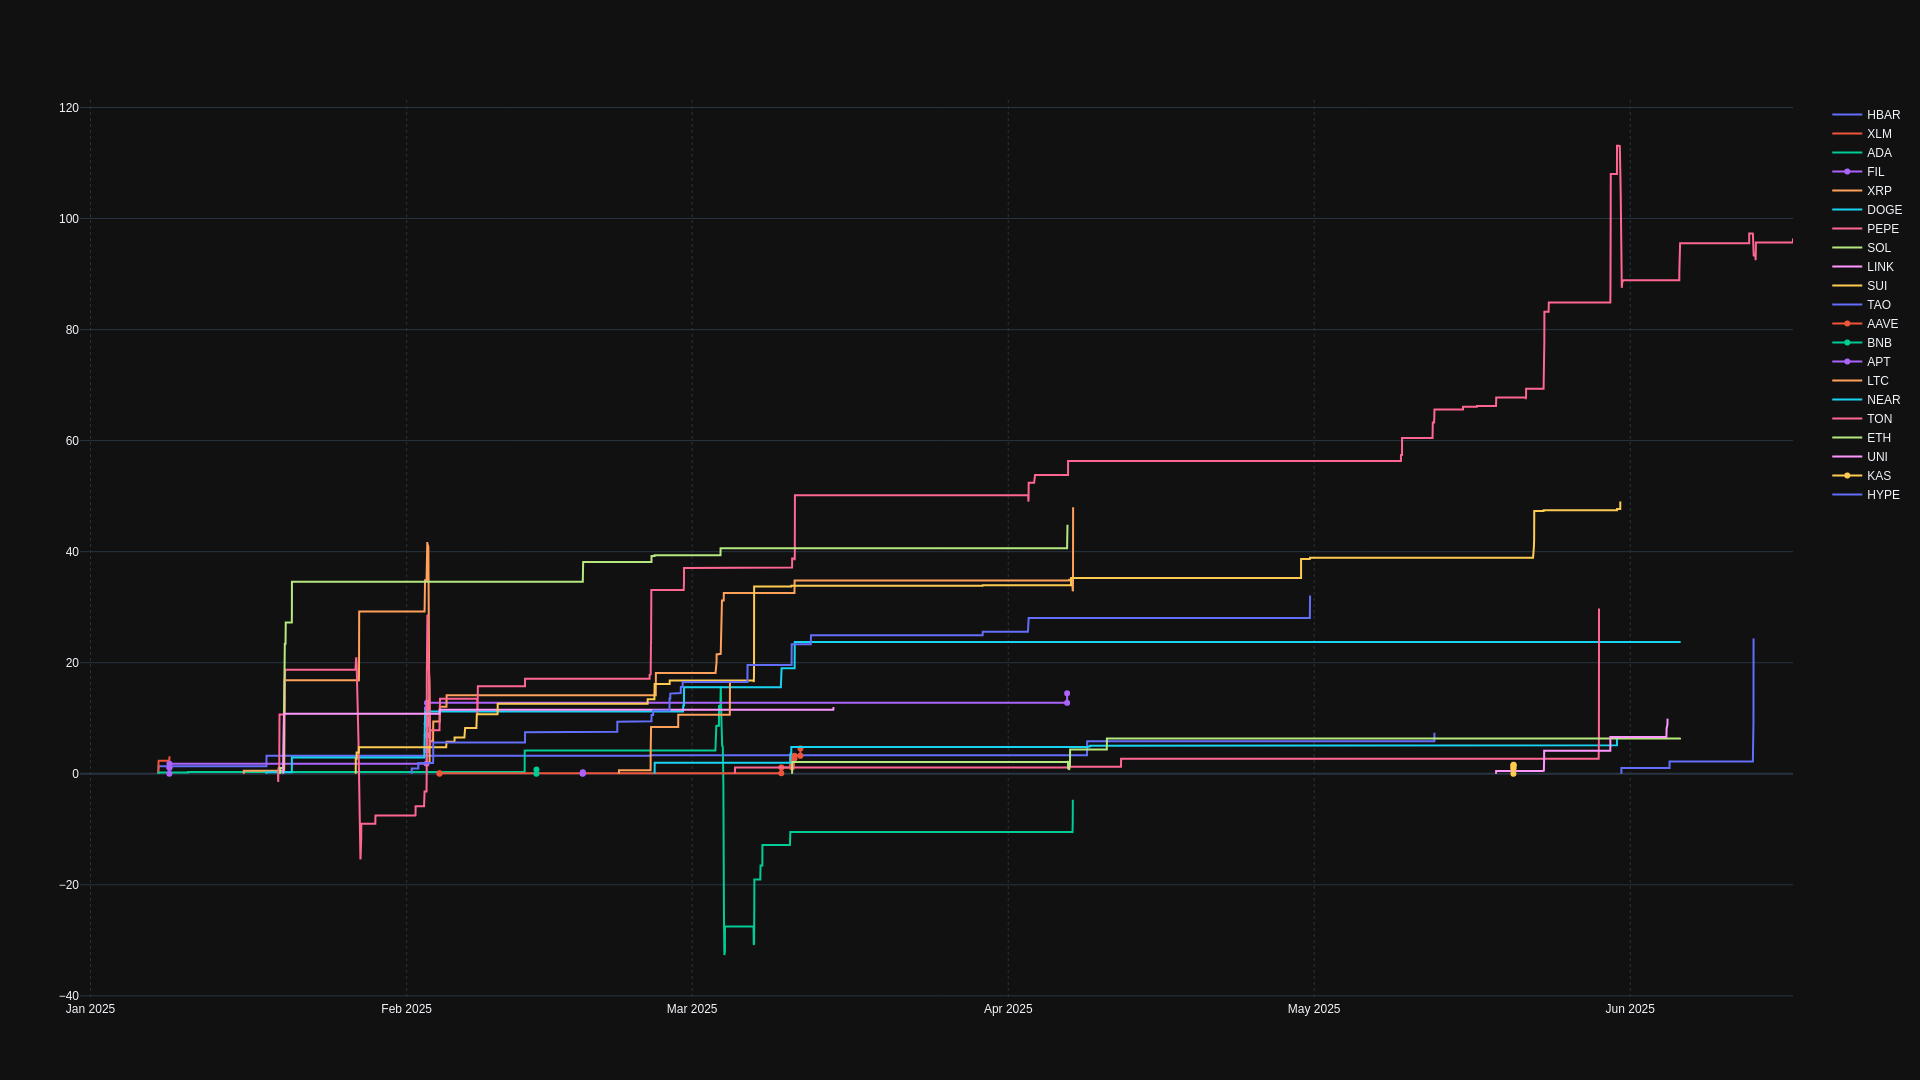 120
100
80
60
40
20
0
−20
−40
Jan 2025
Feb 2025
Mar 2025
Apr 2025
May 2025
Jun 2025
HBAR
XLM
ADA
FIL
XRP
DOGE
PEPE
SOL
LINK
SUI
TAO
AAVE
BNB
APT
LTC
NEAR
TON
ETH
UNI
KAS
HYPE